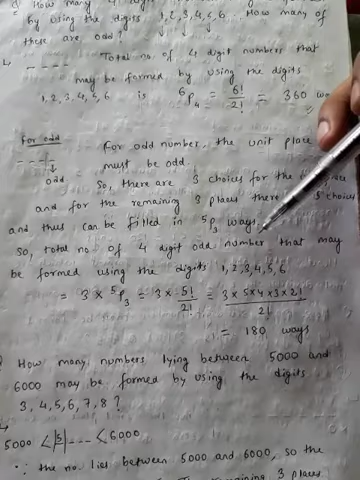 How many 4 digit
by using the digits 1,2,3,4,5,6. How many of
these are odd?
Total no. of 4 digit numbers that
may be formed by using the digits
1,2,3,4,5,6 is ⁶P₄ = 6!/2! = 360 wa
For odd
For odd number, the unit place
must be odd.
odd
So, there are 3 choices for the
and for the remaining 3 places there 5 choices
and thus can be filled in ⁵P₃ ways.
So, total no of 4 digit odd number that may
be formed using the digits 1,2,3,4,5,6
= 3 × ⁵P₃ = 3 × 5!/2! = 3 × 5 × 4 × 3 × 2!/2!
= 180 ways
How many numbers lying between 5000 and
6000 may be formed by using the digits
3, 4, 5, 6, 7, 8?
5000 < |5| _ _ _ < 6000
∵ the no. lies between 5000 and 6000, so the
remaining 3 places